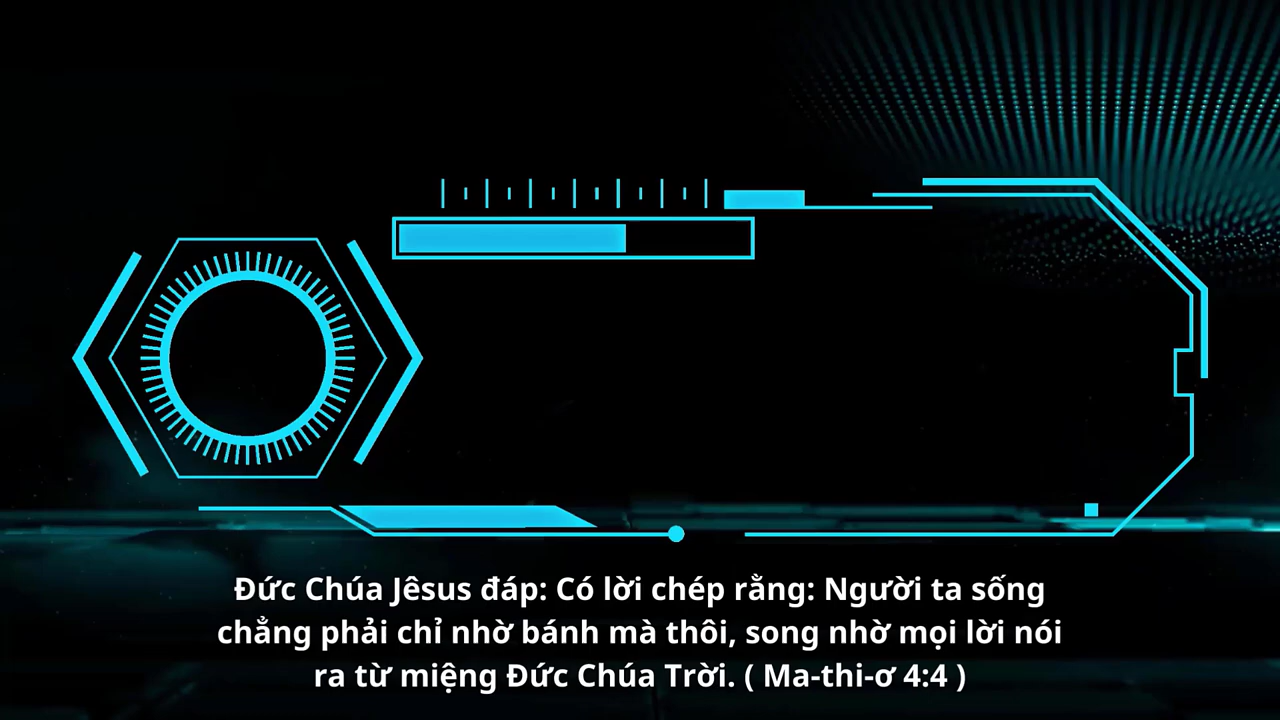 Đức Chúa Jêsus đáp: Có lời chép rằng: Người ta sống
chẳng phải chỉ nhờ bánh mà thôi, song nhờ mọi lời nói
ra từ miệng Đức Chúa Trời. ( Ma-thi-ơ 4:4 )